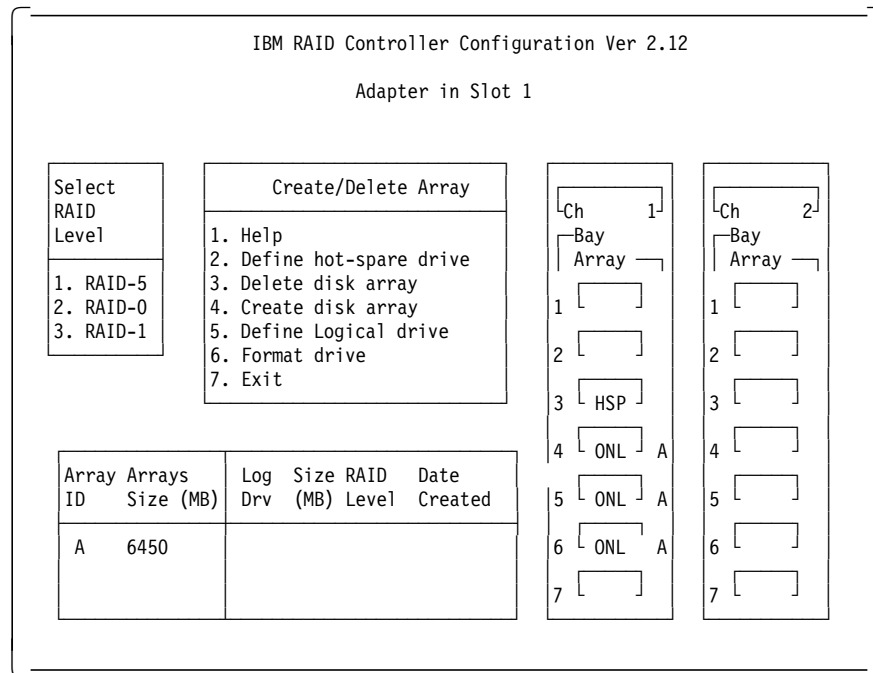 IBM RAID Controller Configuration Ver 2.12
Adapter in Slot 1
Select
RAID
Level
1. RAID-5
2. RAID-0
3. RAID-1
Create/Delete Array
1. Help
2. Define hot-spare drive
3. Delete disk array
4. Create disk array
5. Define Logical drive
6. Format drive
7. Exit
Ch 1
Bay
Array
1
2
3 HSP
4 ONL A
5 ONL A
6 ONL A
7
Ch 2
Bay
Array
1
2
3
4
5
6
7
Array Arrays Log Size RAID Date
ID Size (MB) Drv (MB) Level Created
A 6450